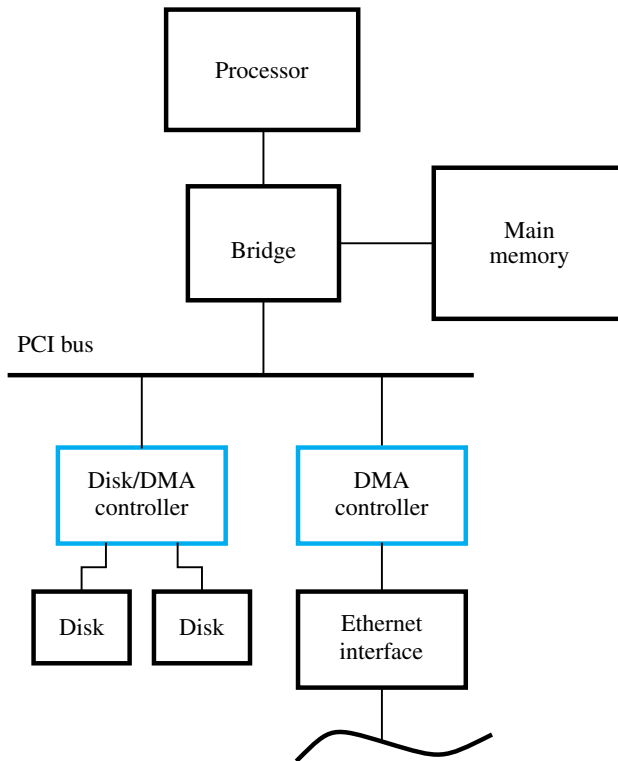 Processor
Bridge
Main
memory
PCI bus
Disk/DMA
controller
DMA
controller
Disk
Disk
Ethernet
interface